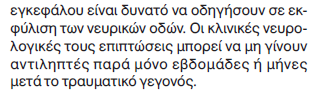 εγκεφάλου είναι δυνατό να οδηγήσουν σε εκ-
φύλιση των νευρικών οδών. Οι κλινικές νευρο-
λογικές τους επιπτώσεις μπορεί να μη γίνουν
αντιληπτές παρά μόνο εβδομάδες ή μήνες
μετά το τραυματικό γεγονός.